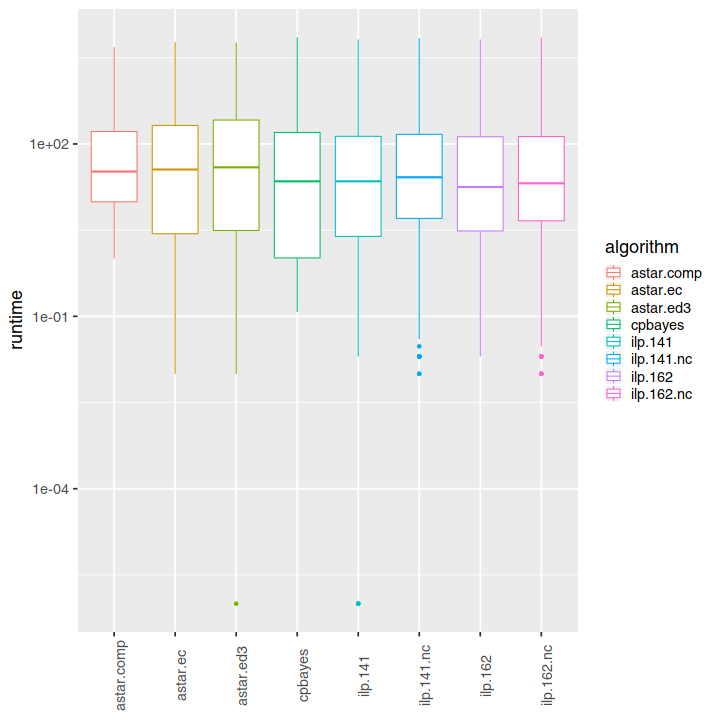 runtime
1e+02
1e-01
1e-04
astar.comp
astar.ec
astar.ed3
cpbayes
ilp.141
ilp.141.nc
ilp.162
ilp.162.nc
algorithm
astar.comp
astar.ec
astar.ed3
cpbayes
ilp.141
ilp.141.nc
ilp.162
ilp.162.nc